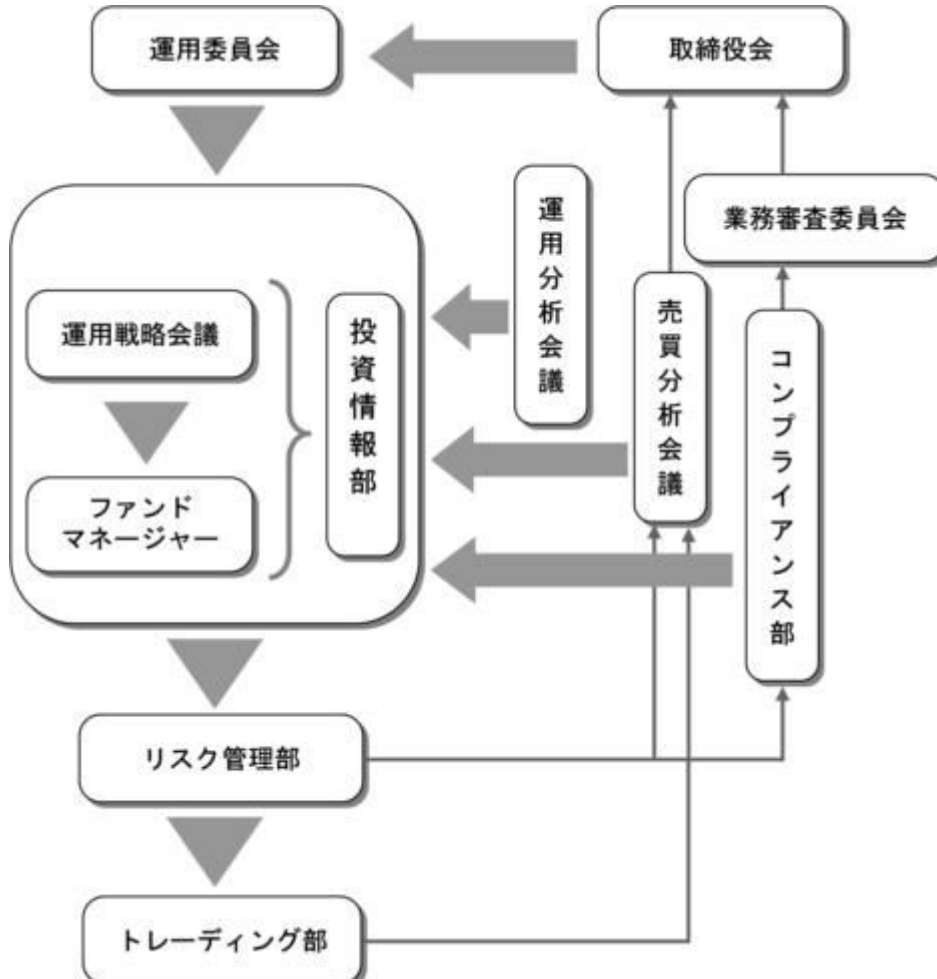 運用委員会
取締役会
運用分析会議
業務審査委員会
売買分析会議
運用戦略会議
投資情報部
コンプライアンス部
ファンド
マネージャー
リスク管理部
トレーディング部